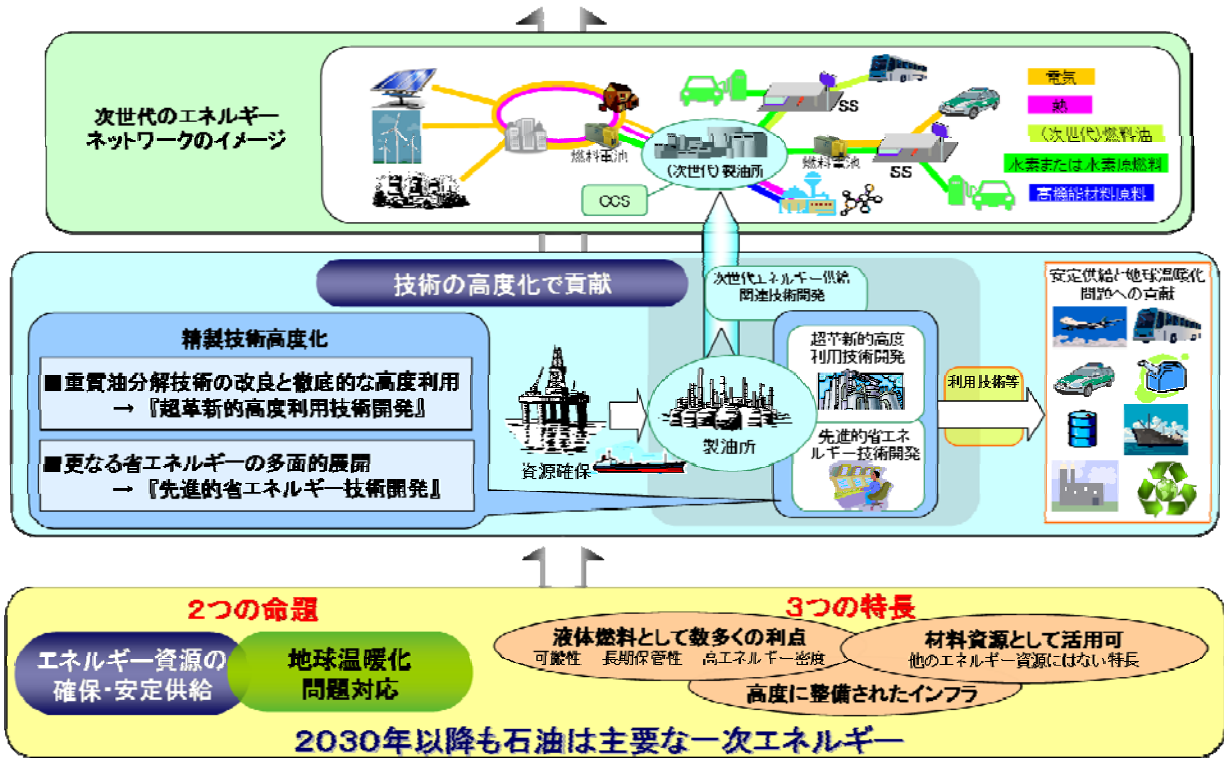 次世代のエネルギー
ネットワークのイメージ
電気
熱
(次世代)燃料油
水素または水素原燃料
高機能材料原料
SS
燃料電池
(次世代)製油所
燃料電池
SS
CCS
技術の高度化で貢献
次世代エネルギー供給
関連技術開発
安定供給と地球温暖化
問題への貢献
精製技術高度化
■重質油分解技術の改良と徹底的な高度利用
→ 『超革新的高度利用技術開発』
■更なる省エネルギーの多面的展開
→ 『先進的省エネルギー技術開発』
資源確保
製油所
超革新的高度
利用技術開発
先進的省エネ
ルギー技術開発
利用技術等
2つの命題
エネルギー資源の
確保・安定供給
地球温暖化
問題対応
3つの特長
液体燃料として数多くの利点
可搬性 長期保管性 高エネルギー密度
材料資源として活用可
他のエネルギー資源にはない特長
高度に整備されたインフラ
2030年以降も石油は主要な一次エネルギー